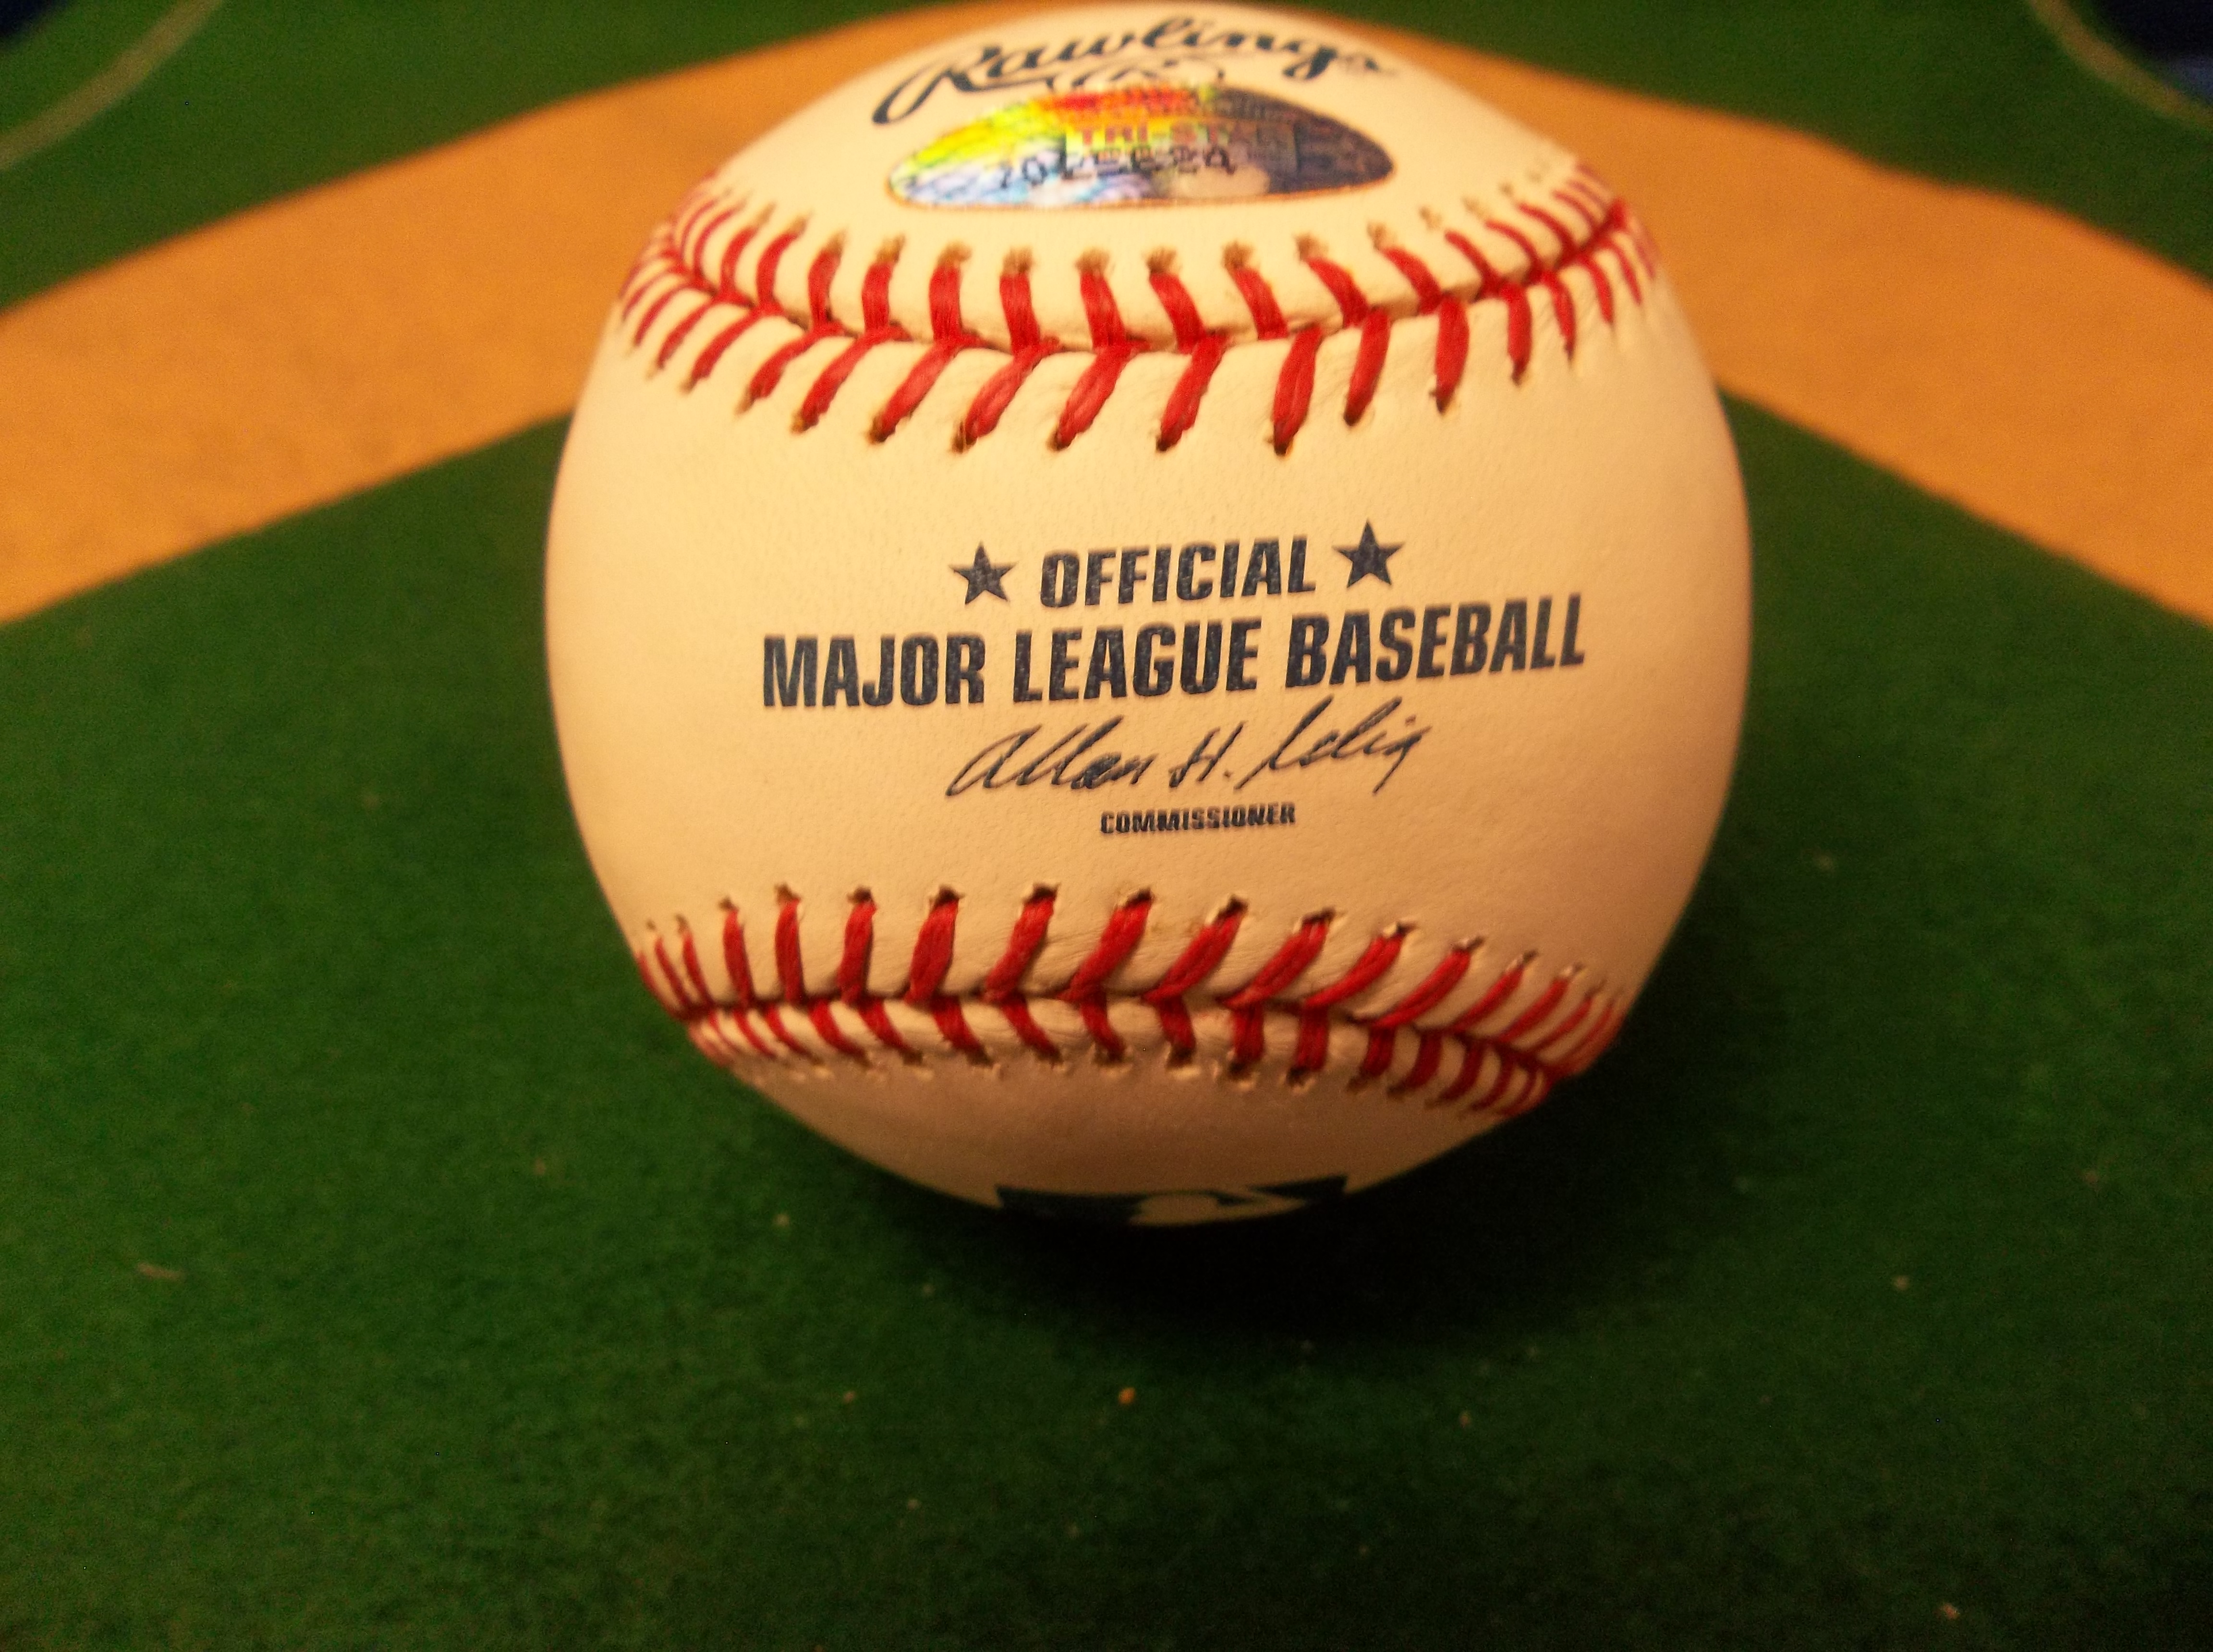 Rawlings
TRI-STAR
★ OFFICIAL ★
MAJOR LEAGUE BASEBALL
Allan H. Selig
COMMISSIONER